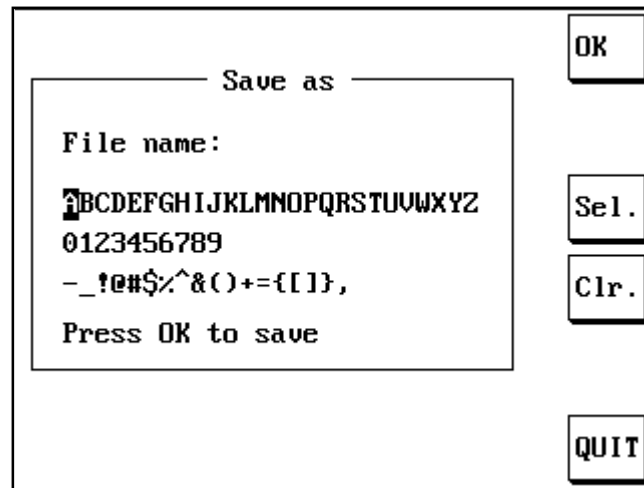 Save as
File name:
ABCDEFGHIJKLMNOPQRSTUVWXYZ
0123456789
-_!@#$%^&()+={[]},
Press OK to save
OK
Sel.
Clr.
QUIT